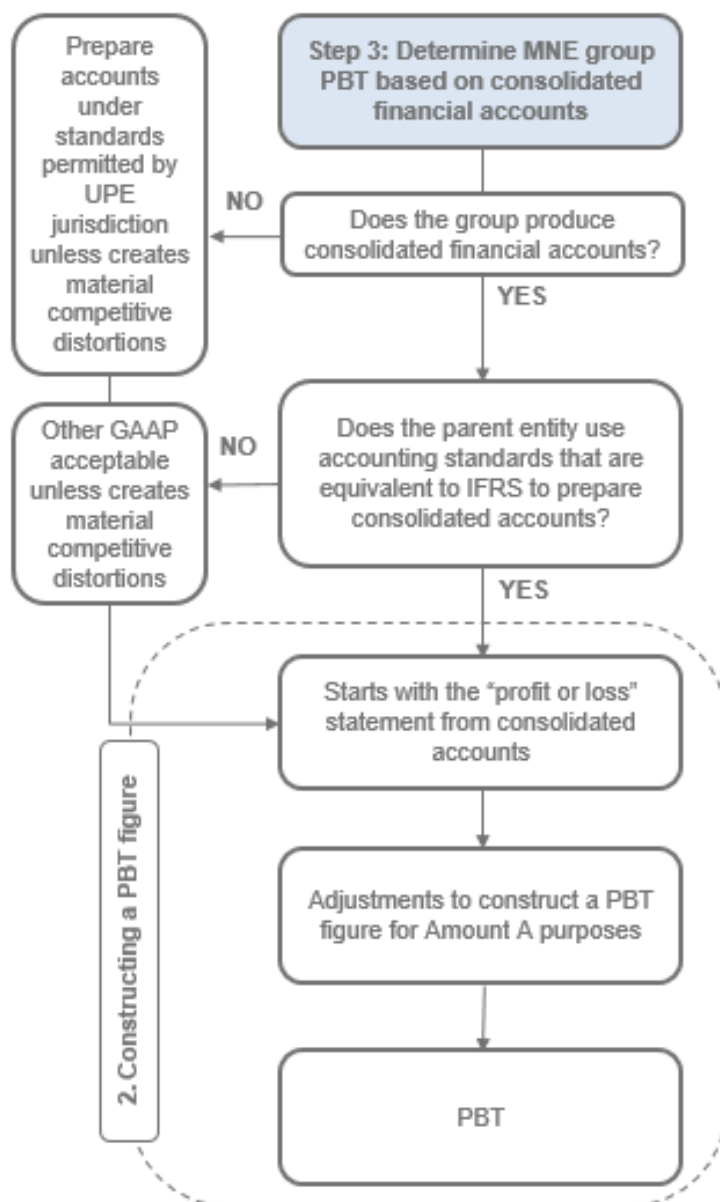 Step 3: Determine MNE group
PBT based on consolidated
financial accounts
Prepare
accounts
under
standards
permitted by
UPE
jurisdiction
unless creates
material
competitive
distortions
NO
Does the group produce
consolidated financial accounts?
YES
Other GAAP
acceptable
unless creates
material
competitive
distortions
NO
Does the parent entity use
accounting standards that are
equivalent to IFRS to prepare
consolidated accounts?
YES
2. Constructing a PBT figure
Starts with the “profit or loss”
statement from consolidated
accounts
Adjustments to construct a PBT
figure for Amount A purposes
PBT